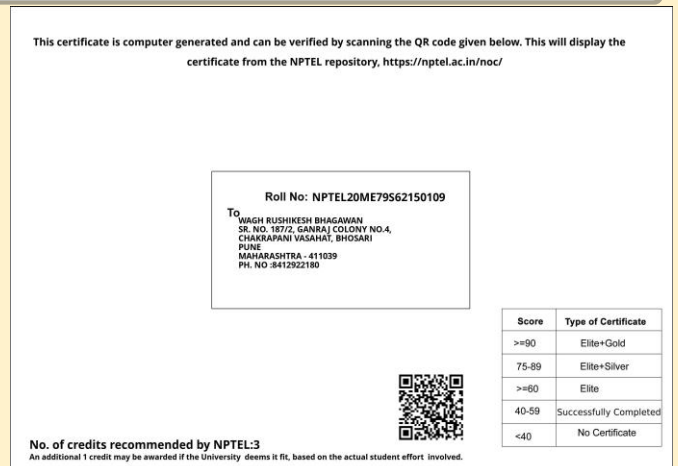 This certificate is computer generated and can be verified by scanning the QR code given below. This will display the
certificate from the NPTEL repository, https://nptel.ac.in/noc/
Roll No: NPTEL20ME79S62150109
To
WAGH RUSHIKESH BHAGAWAN
SR. NO. 187/2, GANRAJ COLONY NO.4,
CHAKRAPANI VASAHAT, BHOSARI
PUNE
MAHARASHTRA - 411039
PH. NO :8412922180
Score Type of Certificate
>=90 Elite+Gold
75-89 Elite+Silver
>=60 Elite
40-59 Successfully Completed
<40 No Certificate
No. of credits recommended by NPTEL:3
An additional 1 credit may be awarded if the University deems it fit, based on the actual student effort involved.